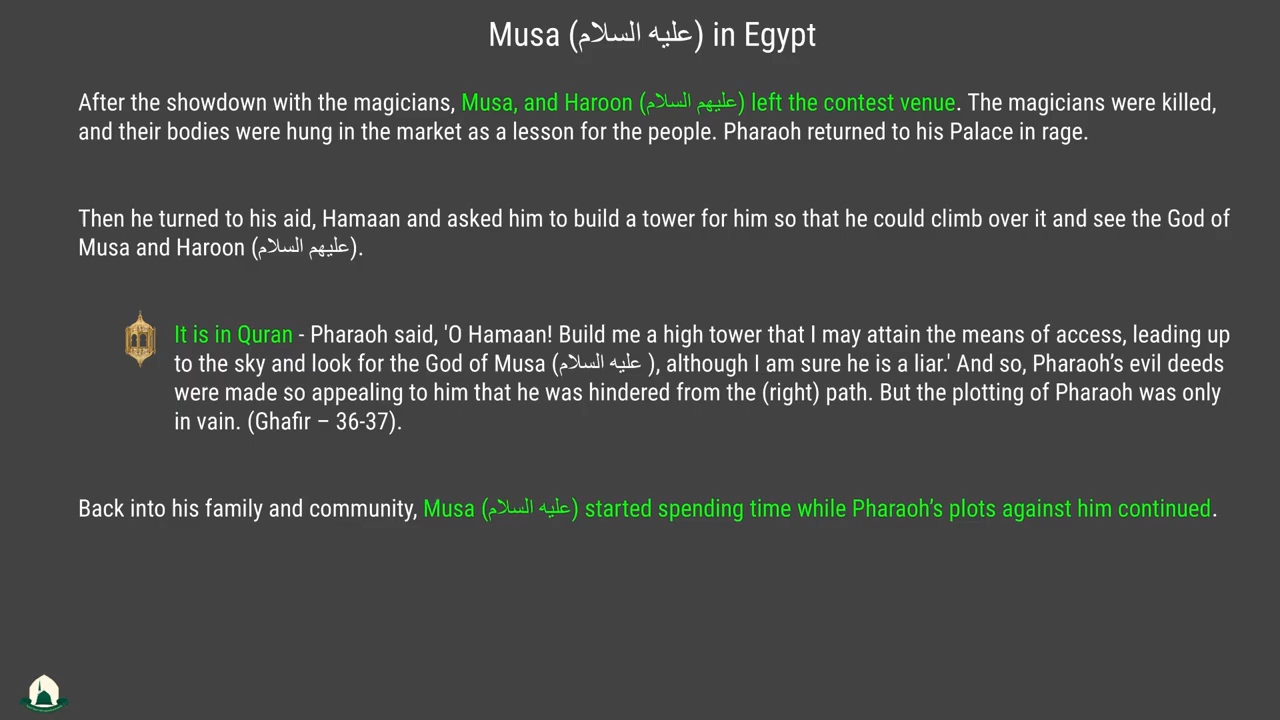 Musa (عليه السلام) in Egypt
After the showdown with the magicians, Musa, and Haroon (عليهم السلام) left the contest venue. The magicians were killed,
and their bodies were hung in the market as a lesson for the people. Pharaoh returned to his Palace in rage.
Then he turned to his aid, Hamaan and asked him to build a tower for him so that he could climb over it and see the God of
Musa and Haroon (عليهم السلام).
It is in Quran - Pharaoh said, 'O Hamaan! Build me a high tower that I may attain the means of access, leading up
to the sky and look for the God of Musa (عليه السلام ), although I am sure he is a liar.' And so, Pharaoh’s evil deeds
were made so appealing to him that he was hindered from the (right) path. But the plotting of Pharaoh was only
in vain. (Ghafir – 36-37).
Back into his family and community, Musa (عليه السلام) started spending time while Pharaoh’s plots against him continued.